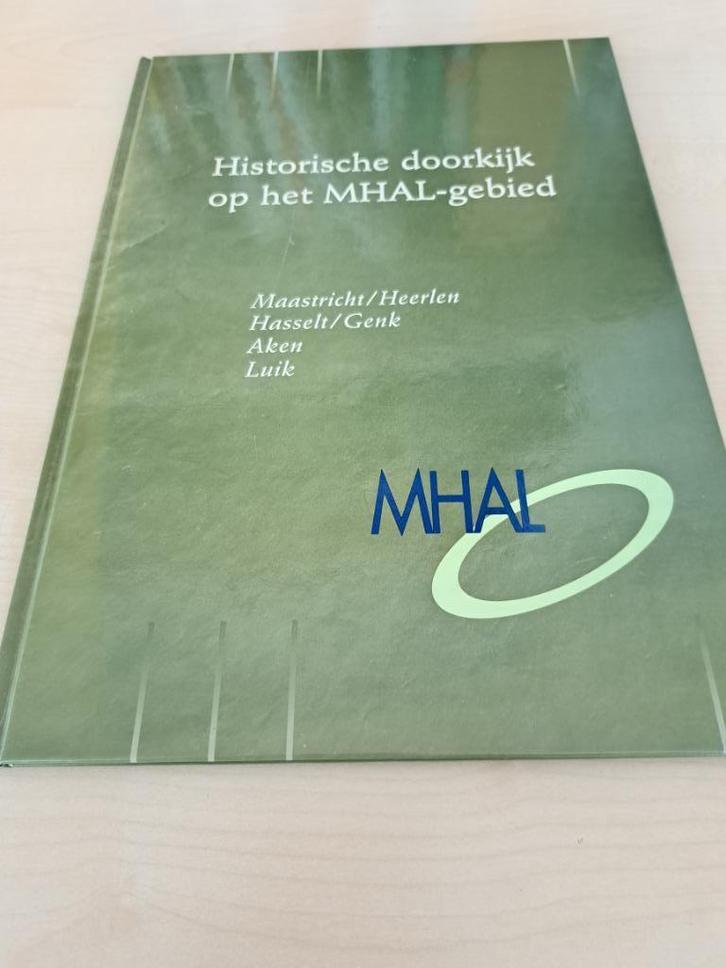 Historische doorkijk
op het MHAL-gebied
Maastricht/Heerlen
Hasselt/Genk
Aken
Luik
MHAL